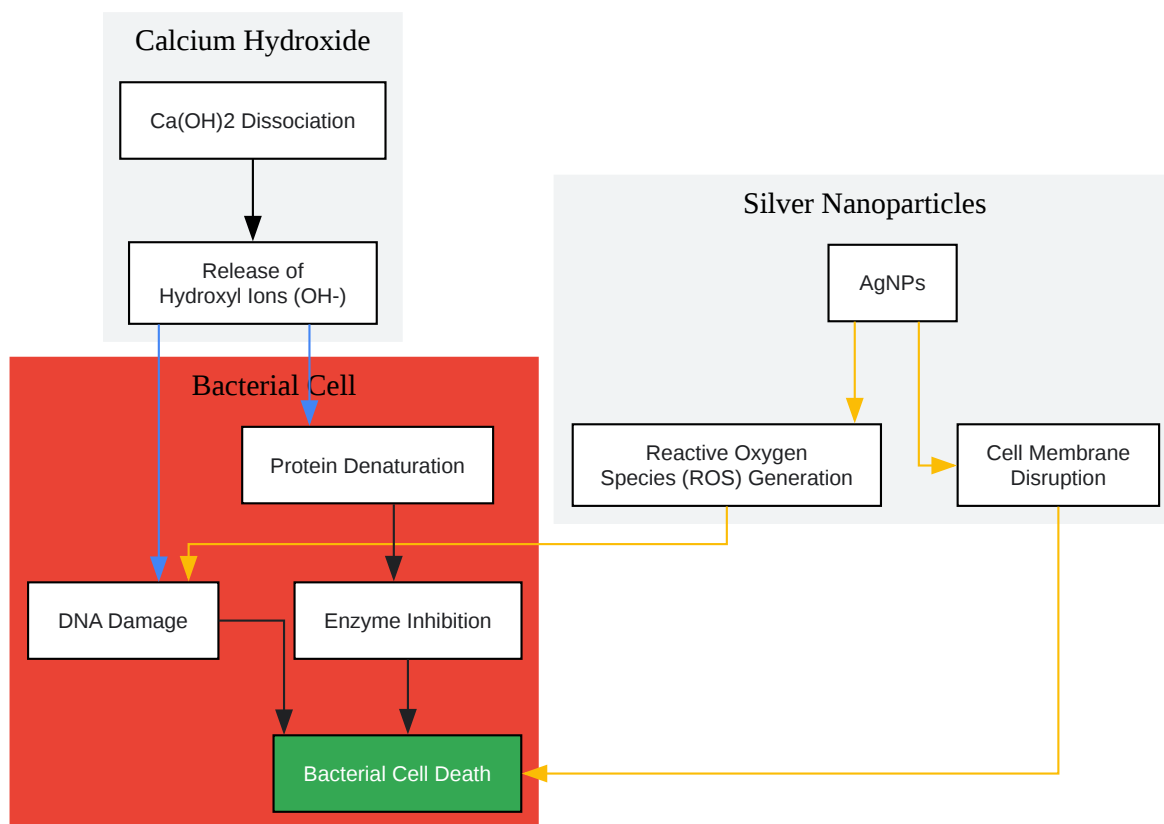 Calcium Hydroxide
Ca(OH)2 Dissociation
Release of
Hydroxyl Ions (OH-)
Silver Nanoparticles
AgNPs
Reactive Oxygen
Species (ROS) Generation
Cell Membrane
Disruption
Bacterial Cell
Protein Denaturation
DNA Damage
Enzyme Inhibition
Bacterial Cell Death